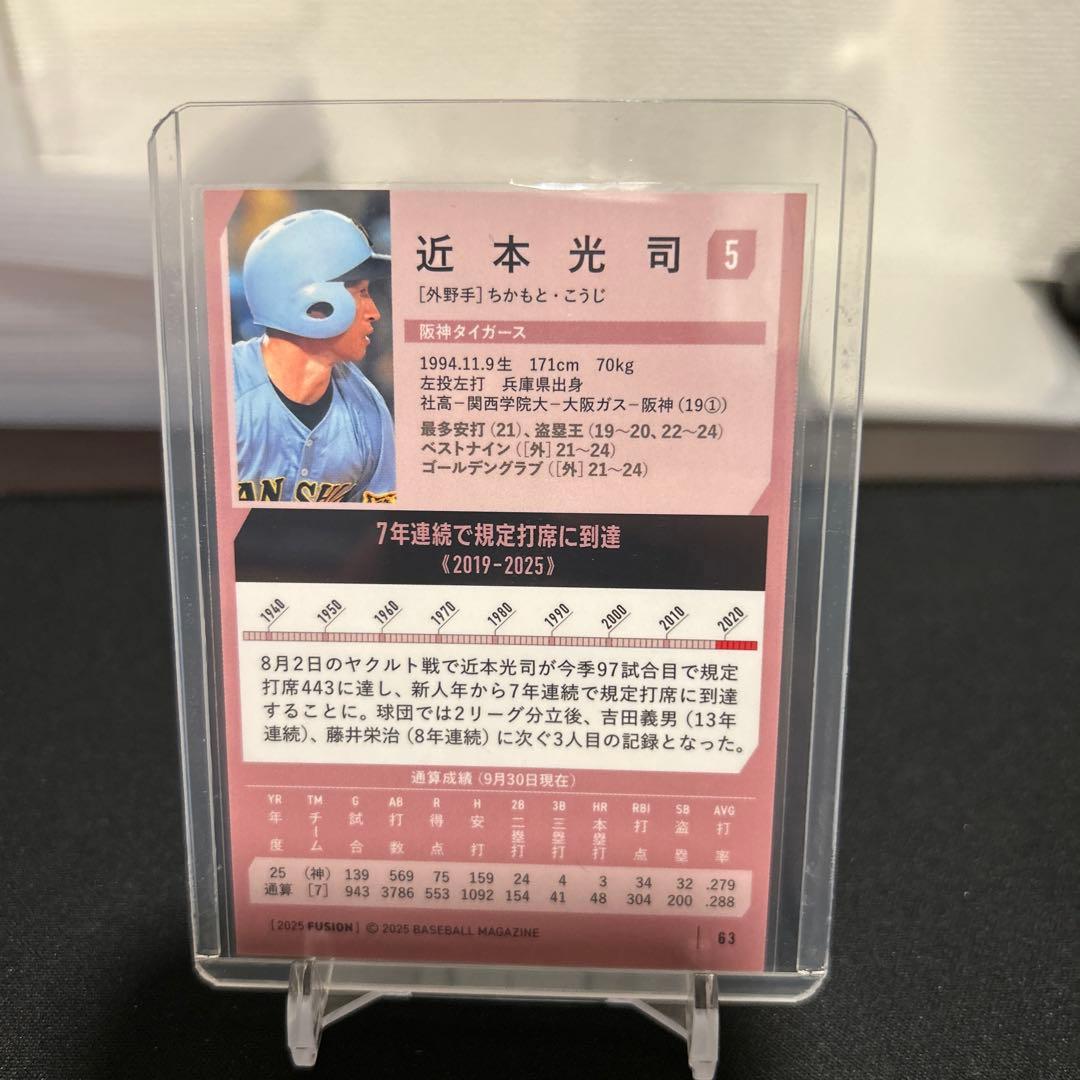 近本光司 5
[外野手]ちかもと・こうじ
阪神タイガース
1994.11.9生 171cm 70kg
左投左打 兵庫県出身
社高−関西学院大−大阪ガス−阪神(19①)
最多安打(21)、盗塁王(19〜20、22〜24)
ベストナイン([外]21〜24)
ゴールデングラブ([外]21〜24)
7年連続で規定打席に到達
《2019-2025》
1940 1950 1960 1970 1980 1990 2000 2010 2020
8月2日のヤクルト戦で近本光司が今季97試合目で規定
打席443に達し、新人年から7年連続で規定打席に到達
することに。球団では2リーグ分立後、吉田義男(13年
連続)、藤井栄治(8年連続)に次ぐ3人目の記録となった。
通算成績(9月30日現在)
YR TM G AB R H 2B 3B HR RBI SB AVG
年度 チーム 試合 打数 得点 安打 二塁打 三塁打 本塁打 打点 盗塁 打率
25 (神) 139 569 75 159 24 4 3 34 32 .279
通算 [7] 943 3786 553 1092 154 41 48 304 200 .288
[2025 FUSION] © 2025 BASEBALL MAGAZINE 63